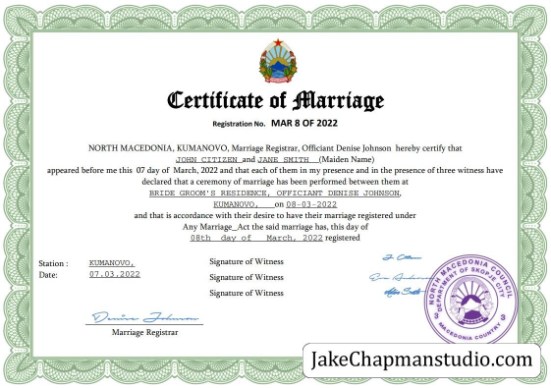 Certificate of Marriage
Registration No. MAR 8 OF 2022
NORTH MACEDONIA, KUMANOVO, Marriage Registrar, Officiant Denise Johnson hereby certify that
JOHN CITIZEN and JANE SMITH (Maiden Name)
appeared before me this 07 day of March, 2022 and that each of them in my presence and in the presence of three witness have
declared that a ceremony of marriage has been performed between them at
BRIDE GROOM'S RESIDENCE, OFFICIANT DENISE JOHNSON,
KUMANOVO, on 08-03-2022
and that is accordance with their desire to have their marriage registered under
Any Marriage_Act the said marriage has, this day of
08th day of March, 2022 registered
Station : KUMANOVO,
Date: 07.03.2022
Signature of Witness
Signature of Witness
Signature of Witness
Denise Johnson
Marriage Registrar
NORTH MACEDONIA COUNCIL
DEPARTMENT OF SKOPJE CITY
MACEDONIA COUNTRY
JakeChapmanstudio.com